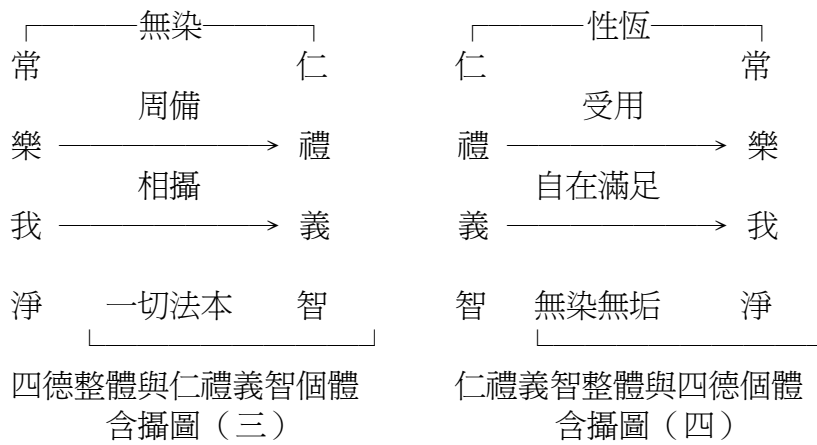 無染
常 仁
周備
樂 禮
相攝
我 義
淨 一切法本 智
四德整體與仁禮義智個體
含攝圖（三）
性恆
仁 常
受用
禮 樂
自在滿足
義 我
智 無染無垢 淨
仁禮義智整體與四德個體
含攝圖（四）